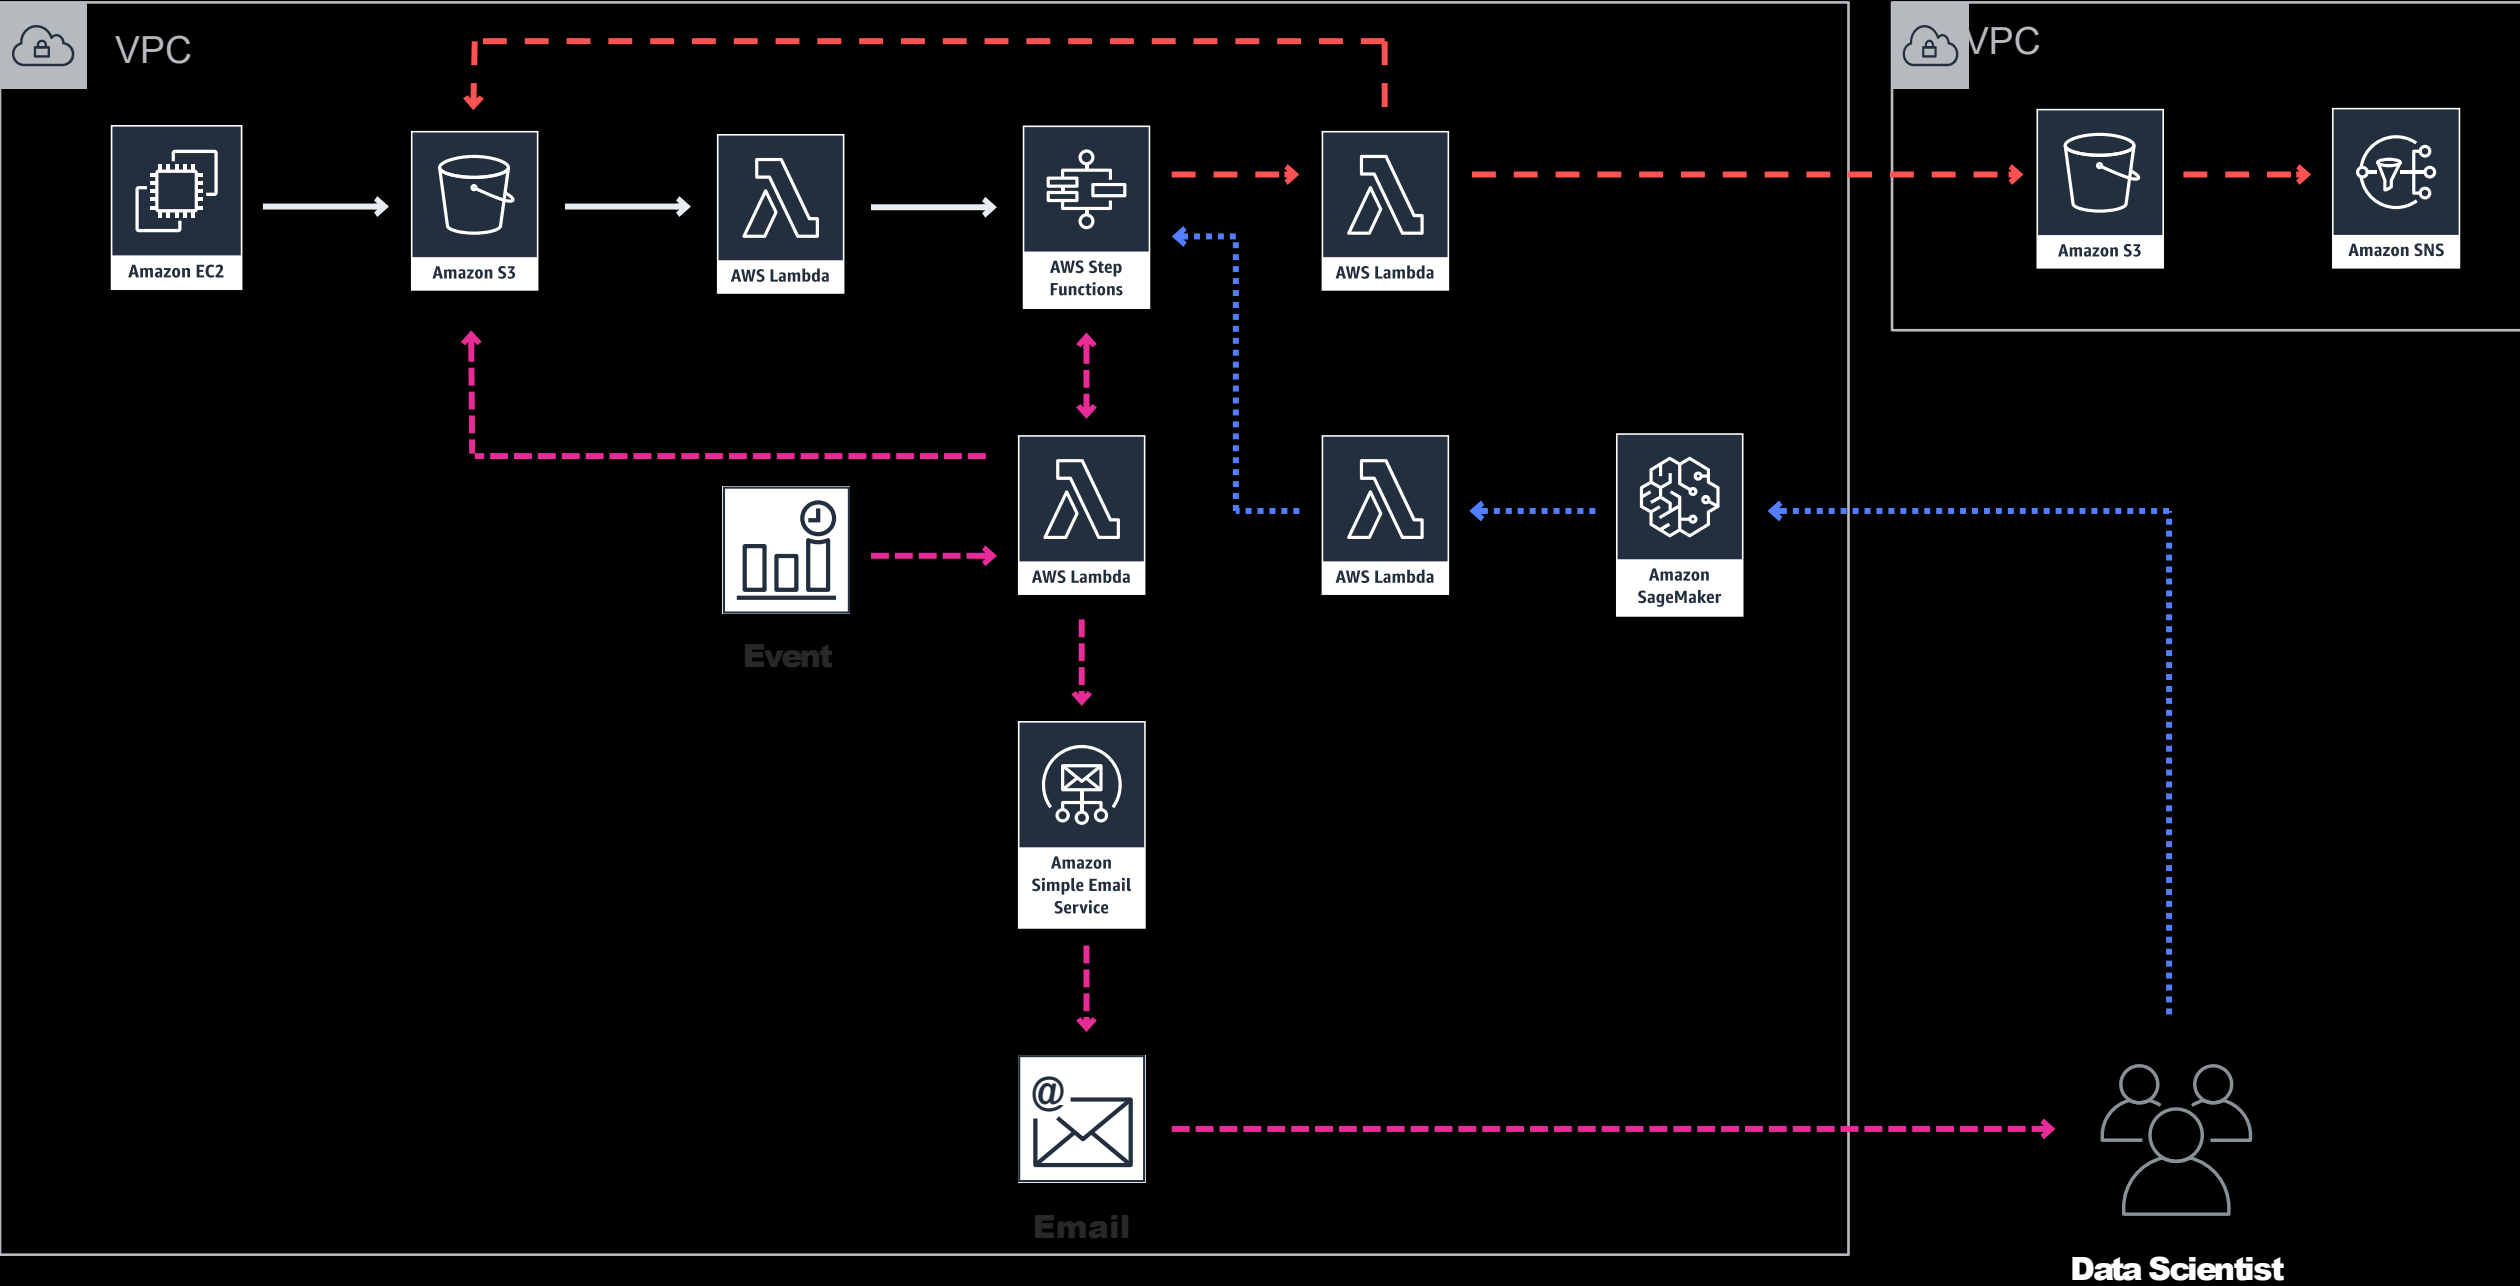 VPC
VPC
Amazon EC2
Amazon S3
AWS Lambda
AWS Step
Functions
AWS Lambda
Amazon S3
Amazon SNS
Event
AWS Lambda
AWS Lambda
Amazon
SageMaker
Amazon
Simple Email
Service
@
Email
Data Scientist